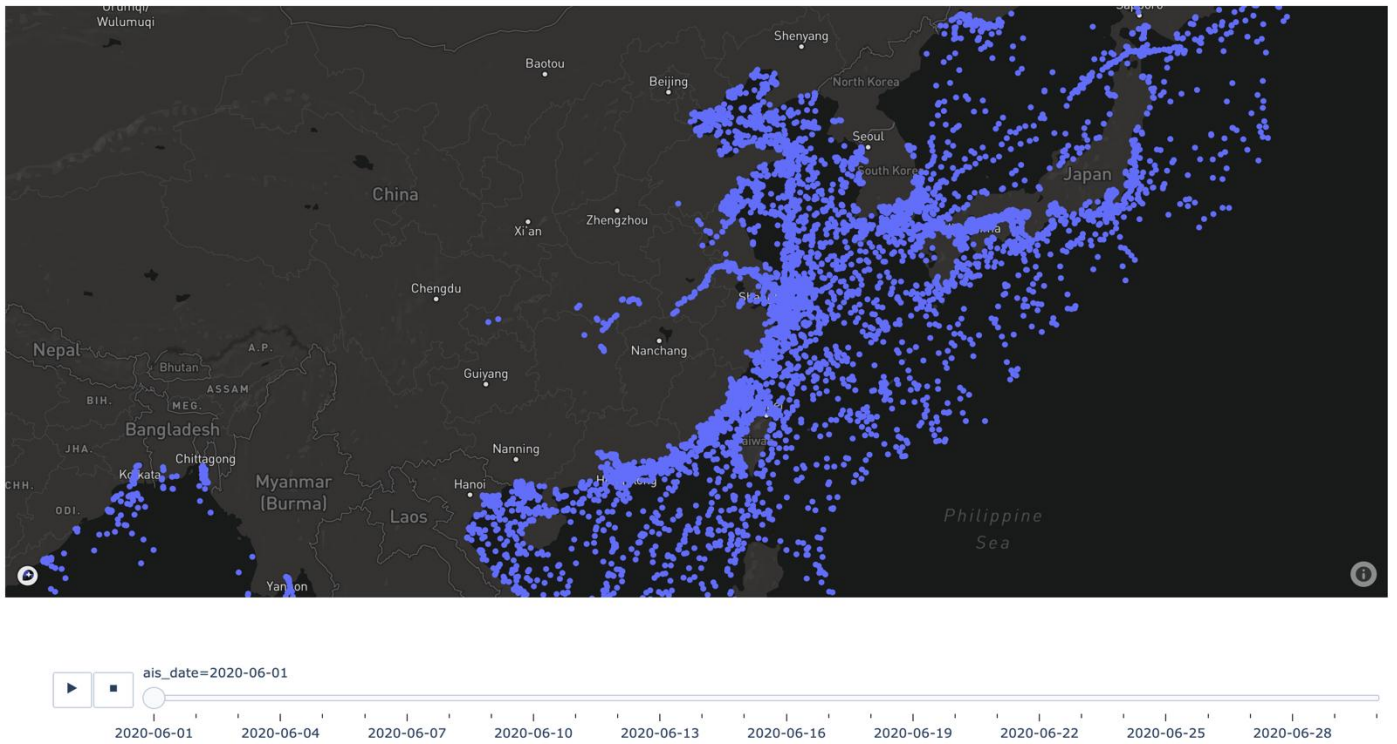 Urumqi/
Wulumuqi
Sapporo
Shenyang
Baotou
Beijing
North Korea
Seoul
South Korea
China
Japan
Zhengzhou
Xi'an
Chengdu
Nanchang
Nepal
A.P.
Bhutan
Guiyang
ASSAM
BIH.
MEG.
Bangladesh
JHA.
Nanning
Chittagong
Kolkata
CHH.
Myanmar
(Burma)
Hanoi
ODI.
Laos
Philippine
Sea
Yangon
ais_date=2020-06-01
2020-06-01 2020-06-04 2020-06-07 2020-06-10 2020-06-13 2020-06-16 2020-06-19 2020-06-22 2020-06-25 2020-06-28